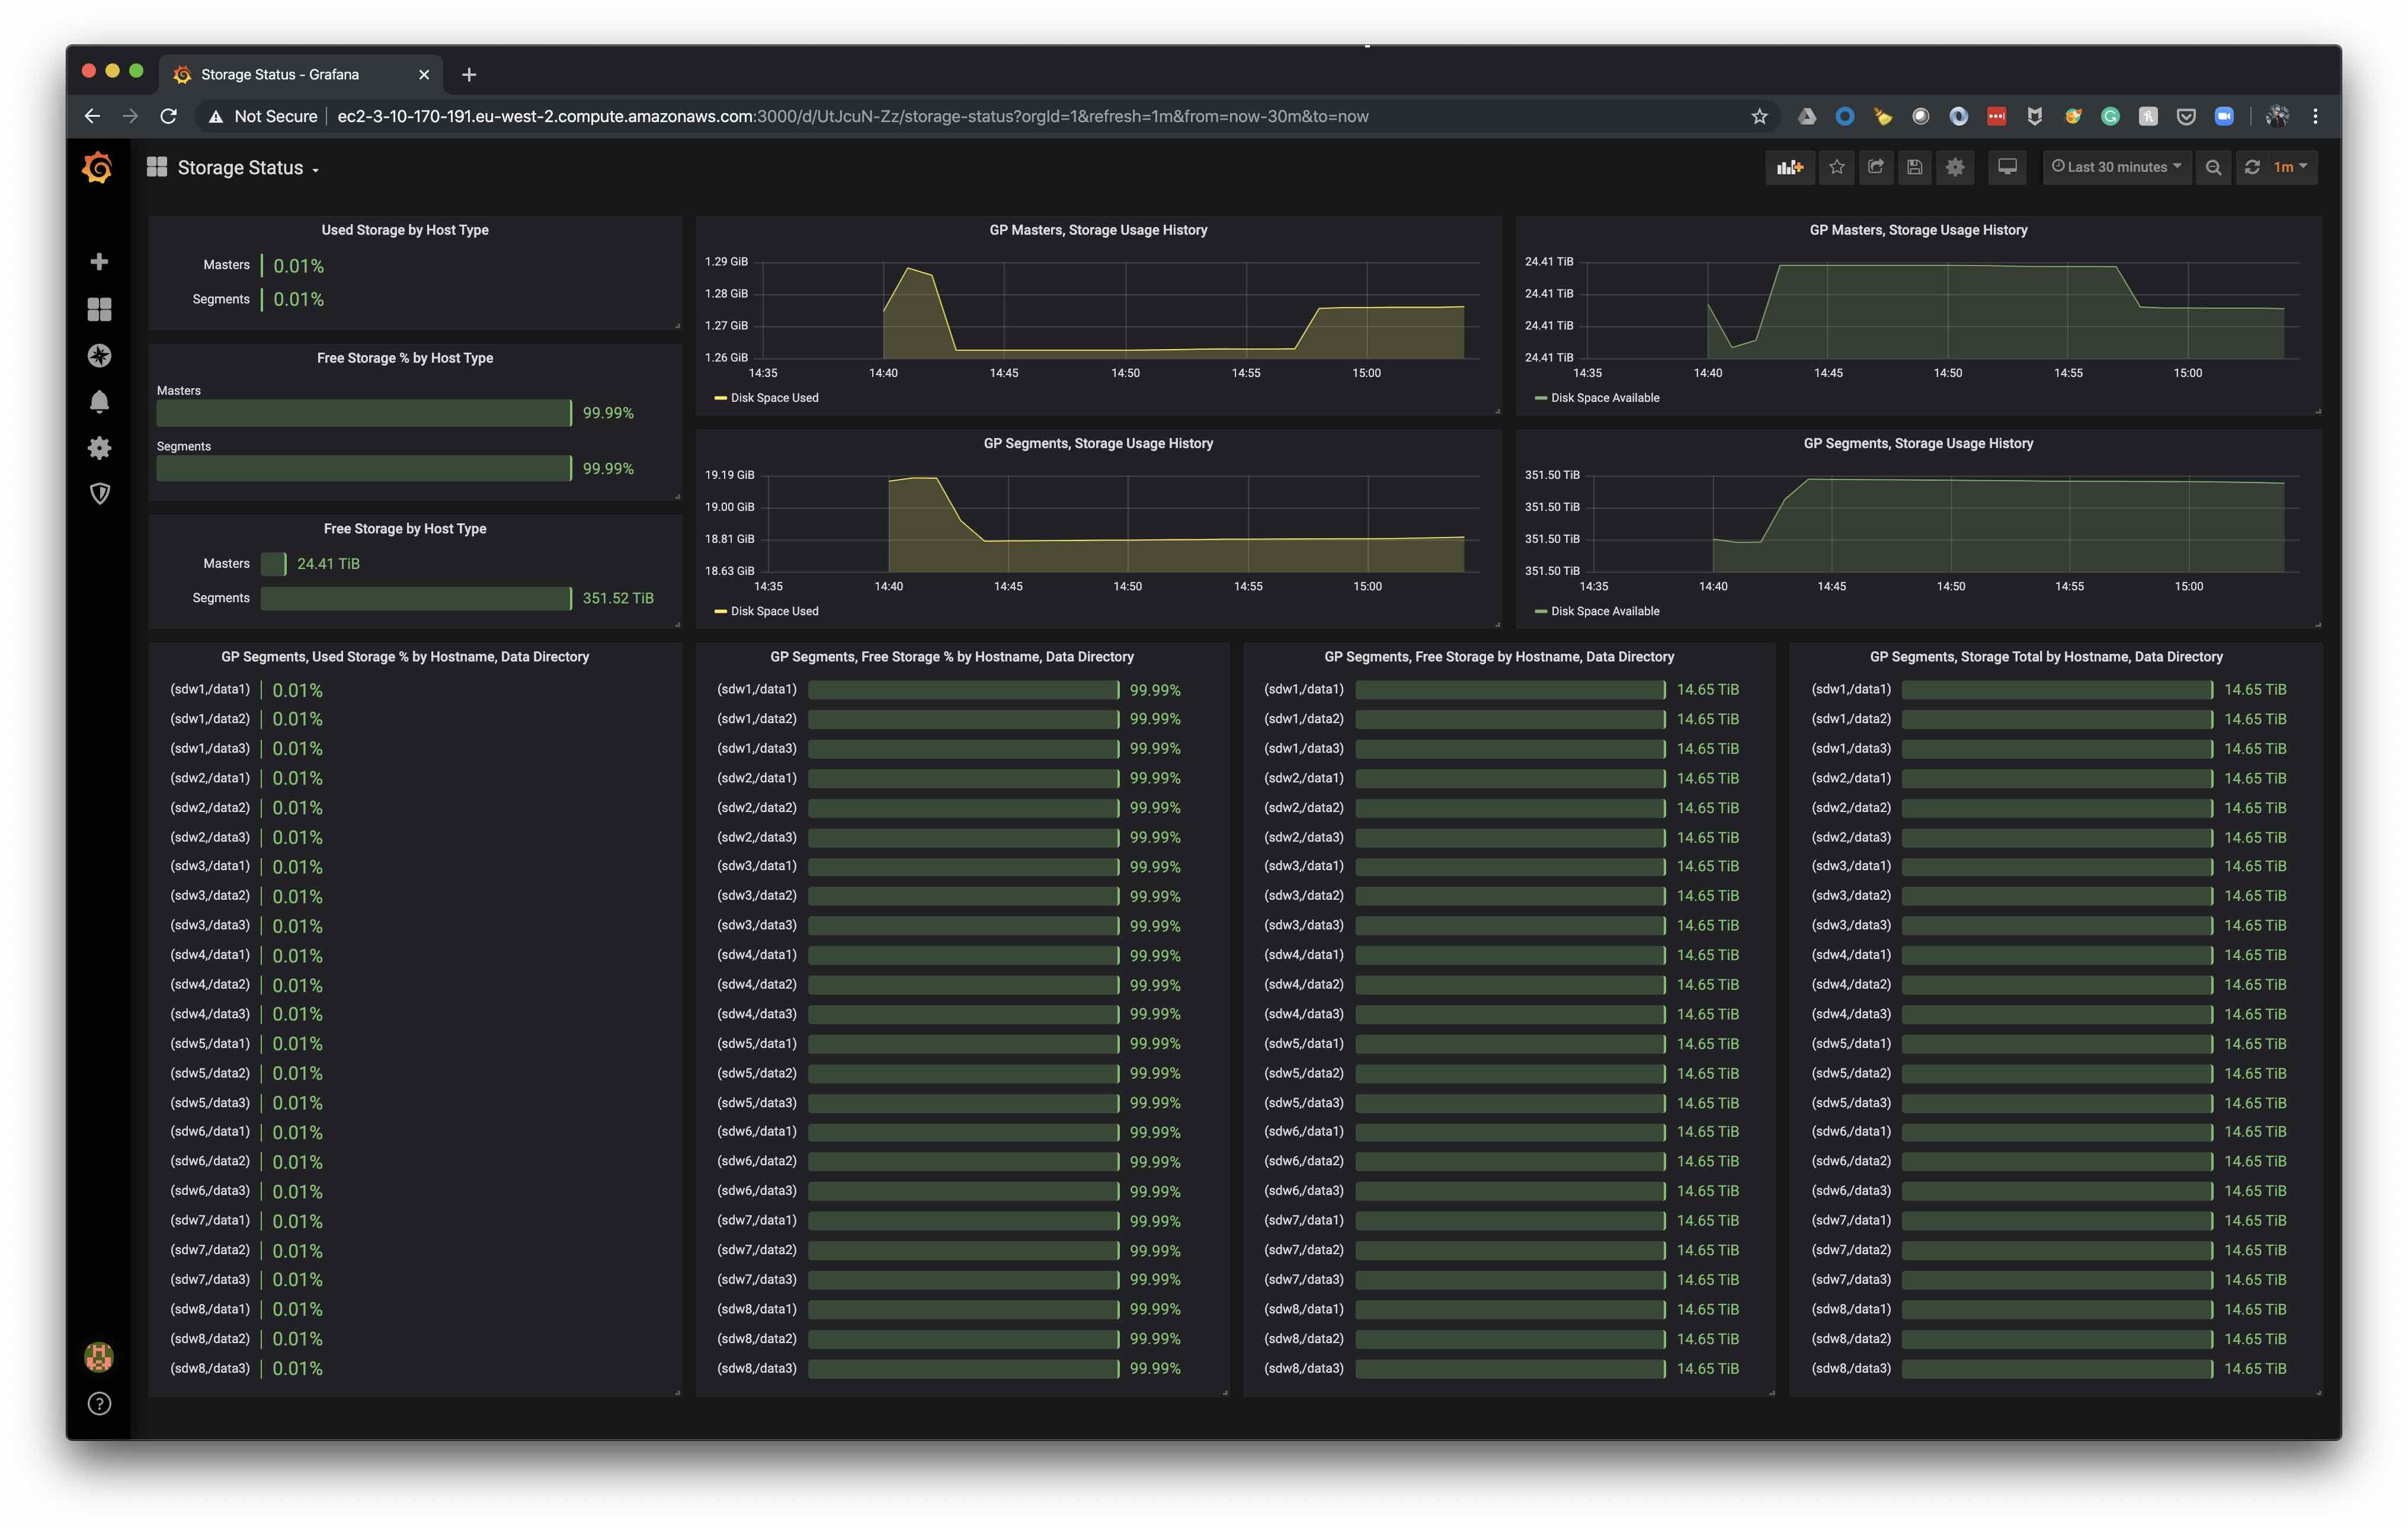 Storage Status - Grafana
Not Secure | ec2-3-10-170-191.eu-west-2.compute.amazonaws.com:3000/d/UtJcuN-Zz/storage-status?orgId=1&refresh=1m&from=now-30m&to=now
Storage Status
Last 30 minutes
1m
Used Storage by Host Type
Masters 0.01%
Segments 0.01%
Free Storage % by Host Type
Masters
99.99%
Segments
99.99%
Free Storage by Host Type
Masters 24.41 TiB
Segments 351.52 TiB
GP Masters, Storage Usage History
1.29 GiB
1.28 GiB
1.27 GiB
1.26 GiB
14:35 14:40 14:45 14:50 14:55 15:00
Disk Space Used
GP Masters, Storage Usage History
24.41 TiB
24.41 TiB
24.41 TiB
24.41 TiB
14:35 14:40 14:45 14:50 14:55 15:00
Disk Space Available
GP Segments, Storage Usage History
19.19 GiB
19.00 GiB
18.81 GiB
18.63 GiB
14:35 14:40 14:45 14:50 14:55 15:00
Disk Space Used
GP Segments, Storage Usage History
351.50 TiB
351.50 TiB
351.50 TiB
351.50 TiB
14:35 14:40 14:45 14:50 14:55 15:00
Disk Space Available
GP Segments, Used Storage % by Hostname, Data Directory
(sdw1,/data1) 0.01%
(sdw1,/data2) 0.01%
(sdw1,/data3) 0.01%
(sdw2,/data1) 0.01%
(sdw2,/data2) 0.01%
(sdw2,/data3) 0.01%
(sdw3,/data1) 0.01%
(sdw3,/data2) 0.01%
(sdw3,/data3) 0.01%
(sdw4,/data1) 0.01%
(sdw4,/data2) 0.01%
(sdw4,/data3) 0.01%
(sdw5,/data1) 0.01%
(sdw5,/data2) 0.01%
(sdw5,/data3) 0.01%
(sdw6,/data1) 0.01%
(sdw6,/data2) 0.01%
(sdw6,/data3) 0.01%
(sdw7,/data1) 0.01%
(sdw7,/data2) 0.01%
(sdw7,/data3) 0.01%
(sdw8,/data1) 0.01%
(sdw8,/data2) 0.01%
(sdw8,/data3) 0.01%
GP Segments, Free Storage % by Hostname, Data Directory
(sdw1,/data1) 99.99%
(sdw1,/data2) 99.99%
(sdw1,/data3) 99.99%
(sdw2,/data1) 99.99%
(sdw2,/data2) 99.99%
(sdw2,/data3) 99.99%
(sdw3,/data1) 99.99%
(sdw3,/data2) 99.99%
(sdw3,/data3) 99.99%
(sdw4,/data1) 99.99%
(sdw4,/data2) 99.99%
(sdw4,/data3) 99.99%
(sdw5,/data1) 99.99%
(sdw5,/data2) 99.99%
(sdw5,/data3) 99.99%
(sdw6,/data1) 99.99%
(sdw6,/data2) 99.99%
(sdw6,/data3) 99.99%
(sdw7,/data1) 99.99%
(sdw7,/data2) 99.99%
(sdw7,/data3) 99.99%
(sdw8,/data1) 99.99%
(sdw8,/data2) 99.99%
(sdw8,/data3) 99.99%
GP Segments, Free Storage by Hostname, Data Directory
(sdw1,/data1) 14.65 TiB
(sdw1,/data2) 14.65 TiB
(sdw1,/data3) 14.65 TiB
(sdw2,/data1) 14.65 TiB
(sdw2,/data2) 14.65 TiB
(sdw2,/data3) 14.65 TiB
(sdw3,/data1) 14.65 TiB
(sdw3,/data2) 14.65 TiB
(sdw3,/data3) 14.65 TiB
(sdw4,/data1) 14.65 TiB
(sdw4,/data2) 14.65 TiB
(sdw4,/data3) 14.65 TiB
(sdw5,/data1) 14.65 TiB
(sdw5,/data2) 14.65 TiB
(sdw5,/data3) 14.65 TiB
(sdw6,/data1) 14.65 TiB
(sdw6,/data2) 14.65 TiB
(sdw6,/data3) 14.65 TiB
(sdw7,/data1) 14.65 TiB
(sdw7,/data2) 14.65 TiB
(sdw7,/data3) 14.65 TiB
(sdw8,/data1) 14.65 TiB
(sdw8,/data2) 14.65 TiB
(sdw8,/data3) 14.65 TiB
GP Segments, Storage Total by Hostname, Data Directory
(sdw1,/data1) 14.65 TiB
(sdw1,/data2) 14.65 TiB
(sdw1,/data3) 14.65 TiB
(sdw2,/data1) 14.65 TiB
(sdw2,/data2) 14.65 TiB
(sdw2,/data3) 14.65 TiB
(sdw3,/data1) 14.65 TiB
(sdw3,/data2) 14.65 TiB
(sdw3,/data3) 14.65 TiB
(sdw4,/data1) 14.65 TiB
(sdw4,/data2) 14.65 TiB
(sdw4,/data3) 14.65 TiB
(sdw5,/data1) 14.65 TiB
(sdw5,/data2) 14.65 TiB
(sdw5,/data3) 14.65 TiB
(sdw6,/data1) 14.65 TiB
(sdw6,/data2) 14.65 TiB
(sdw6,/data3) 14.65 TiB
(sdw7,/data1) 14.65 TiB
(sdw7,/data2) 14.65 TiB
(sdw7,/data3) 14.65 TiB
(sdw8,/data1) 14.65 TiB
(sdw8,/data2) 14.65 TiB
(sdw8,/data3) 14.65 TiB